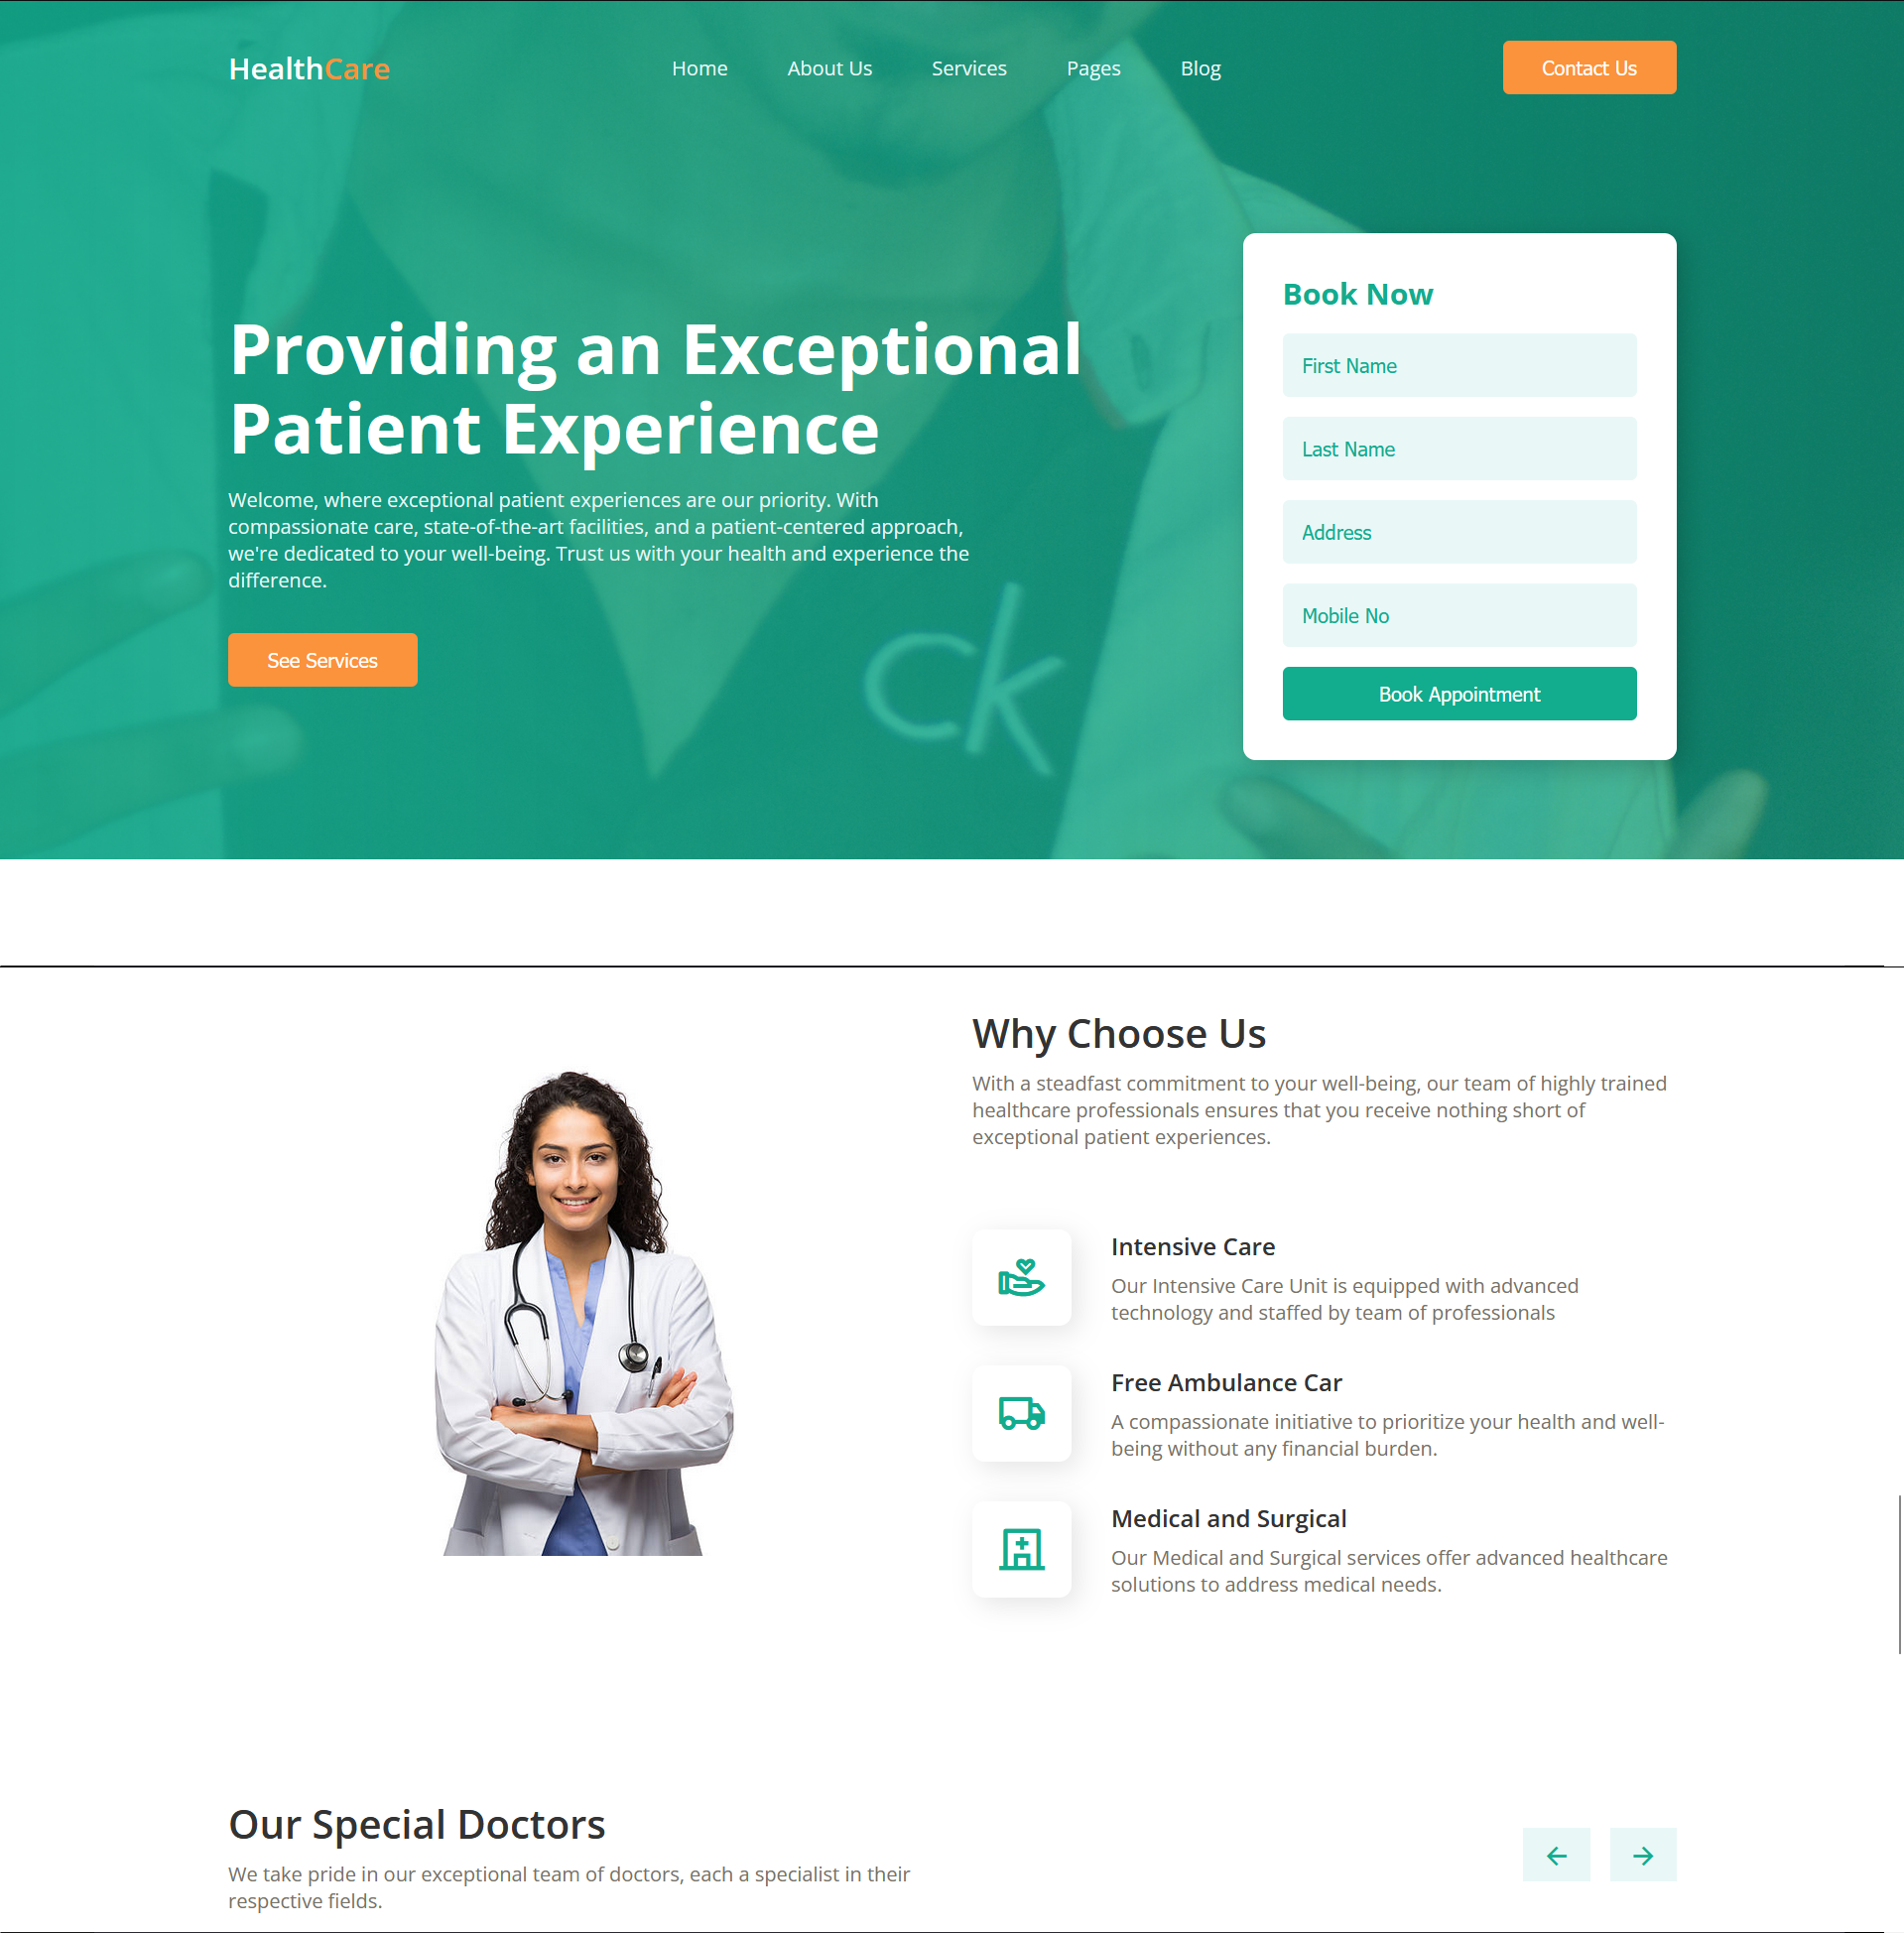 HealthCare
Home
About Us
Services
Pages
Blog
Contact Us
Providing an Exceptional
Patient Experience
Welcome, where exceptional patient experiences are our priority. With
compassionate care, state-of-the-art facilities, and a patient-centered approach,
we're dedicated to your well-being. Trust us with your health and experience the
difference.
See Services
ck
Book Now
First Name
Last Name
Address
Mobile No
Book Appointment
Why Choose Us
With a steadfast commitment to your well-being, our team of highly trained
healthcare professionals ensures that you receive nothing short of
exceptional patient experiences.
Intensive Care
Our Intensive Care Unit is equipped with advanced
technology and staffed by team of professionals
Free Ambulance Car
A compassionate initiative to prioritize your health and well-
being without any financial burden.
Medical and Surgical
Our Medical and Surgical services offer advanced healthcare
solutions to address medical needs.
Our Special Doctors
We take pride in our exceptional team of doctors, each a specialist in their
respective fields.